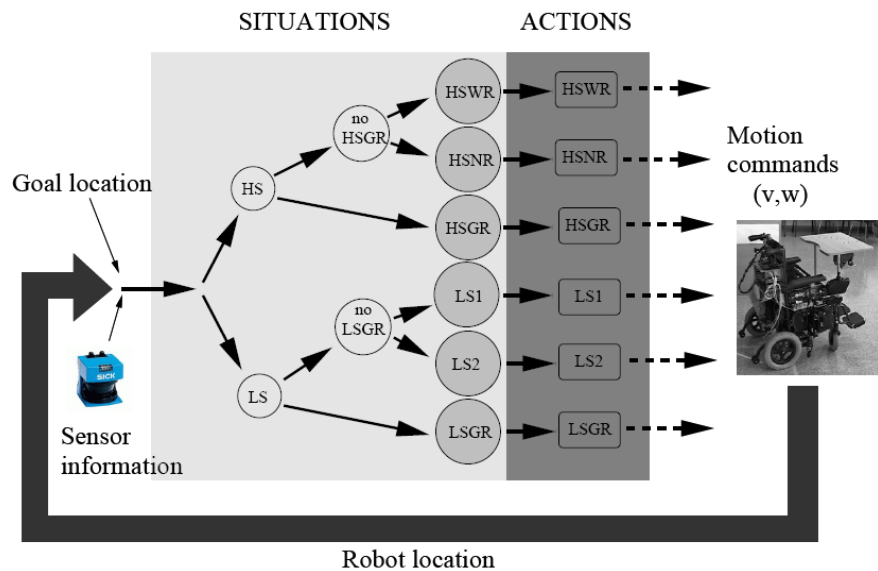 SITUATIONS
ACTIONS
Goal location
Sensor
information
SICK
HS
LS
no
HSGR
no
LSGR
HSWR
HSNR
HSGR
LS1
LS2
LSGR
HSWR
HSNR
HSGR
LS1
LS2
LSGR
Motion
commands
(v,w)
Robot location